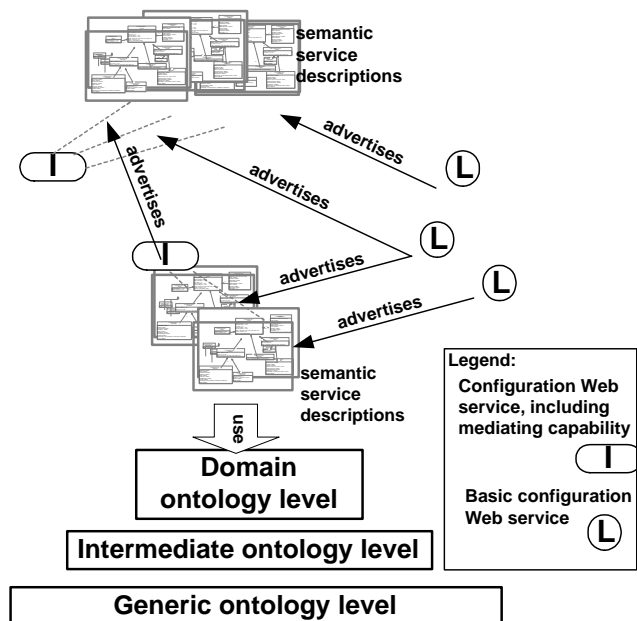 semantic
service
descriptions
advertises
L
I
advertises
advertises
L
I
advertises
L
advertises
semantic
service
descriptions
use
Legend:
Configuration Web
service, including
mediating capability
I
Basic configuration
Web service
L
Domain
ontology level
Intermediate ontology level
Generic ontology level